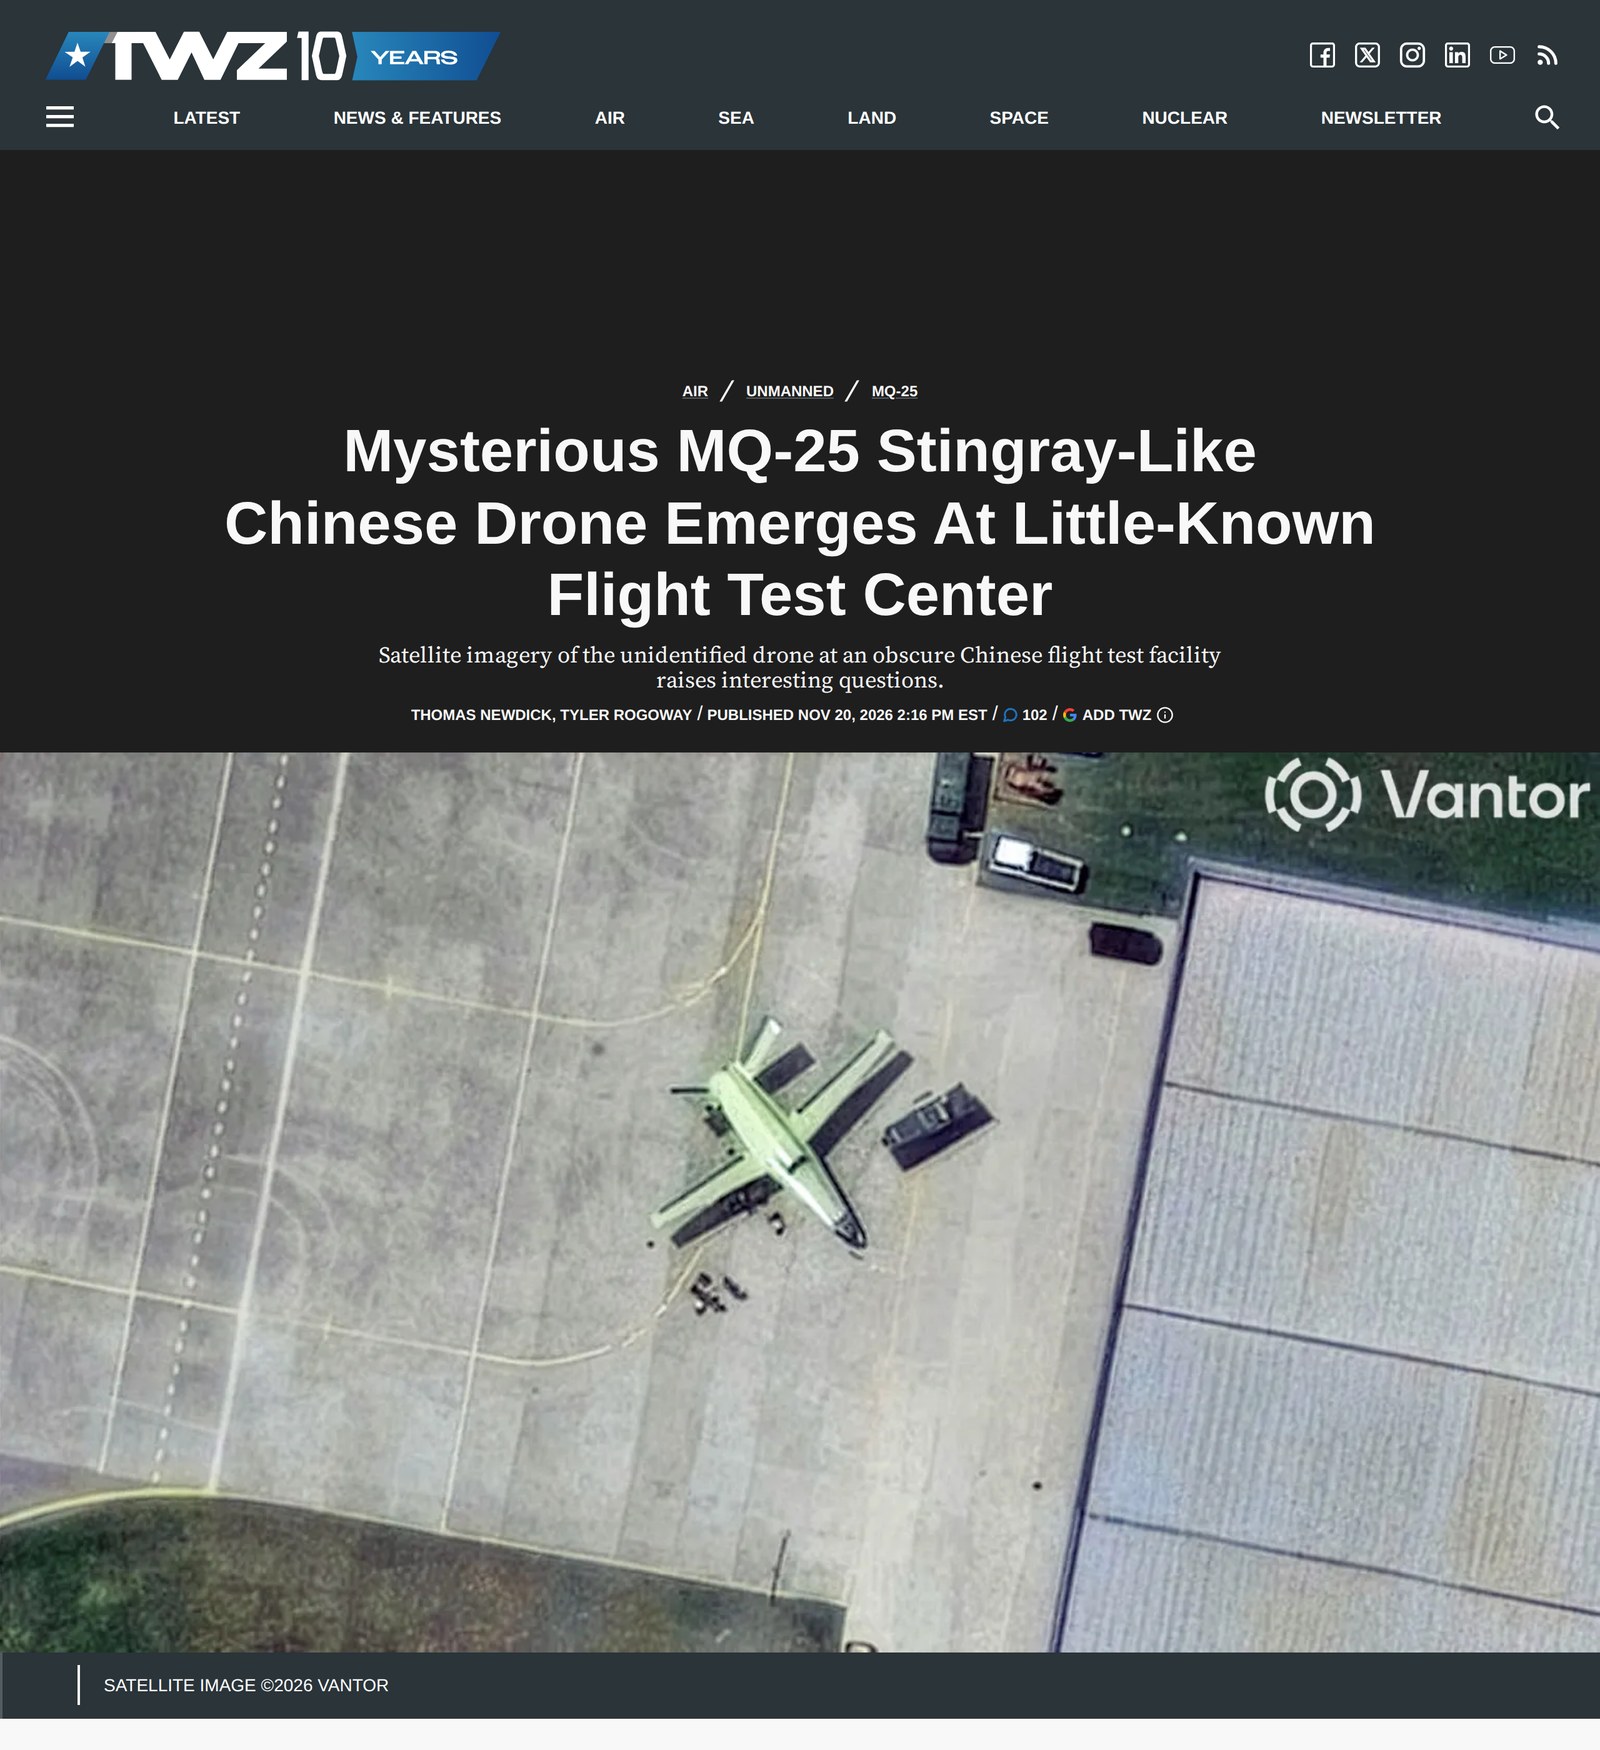 TWZ 10 YEARS
LATEST NEWS & FEATURES AIR SEA LAND SPACE NUCLEAR NEWSLETTER
AIR / UNMANNED / MQ-25
Mysterious MQ-25 Stingray-Like
Chinese Drone Emerges At Little-Known
Flight Test Center
Satellite imagery of the unidentified drone at an obscure Chinese flight test facility
raises interesting questions.
THOMAS NEWDICK, TYLER ROGOWAY / PUBLISHED NOV 20, 2026 2:16 PM EST / 102 / ADD TWZ
Vantor
SATELLITE IMAGE ©2026 VANTOR